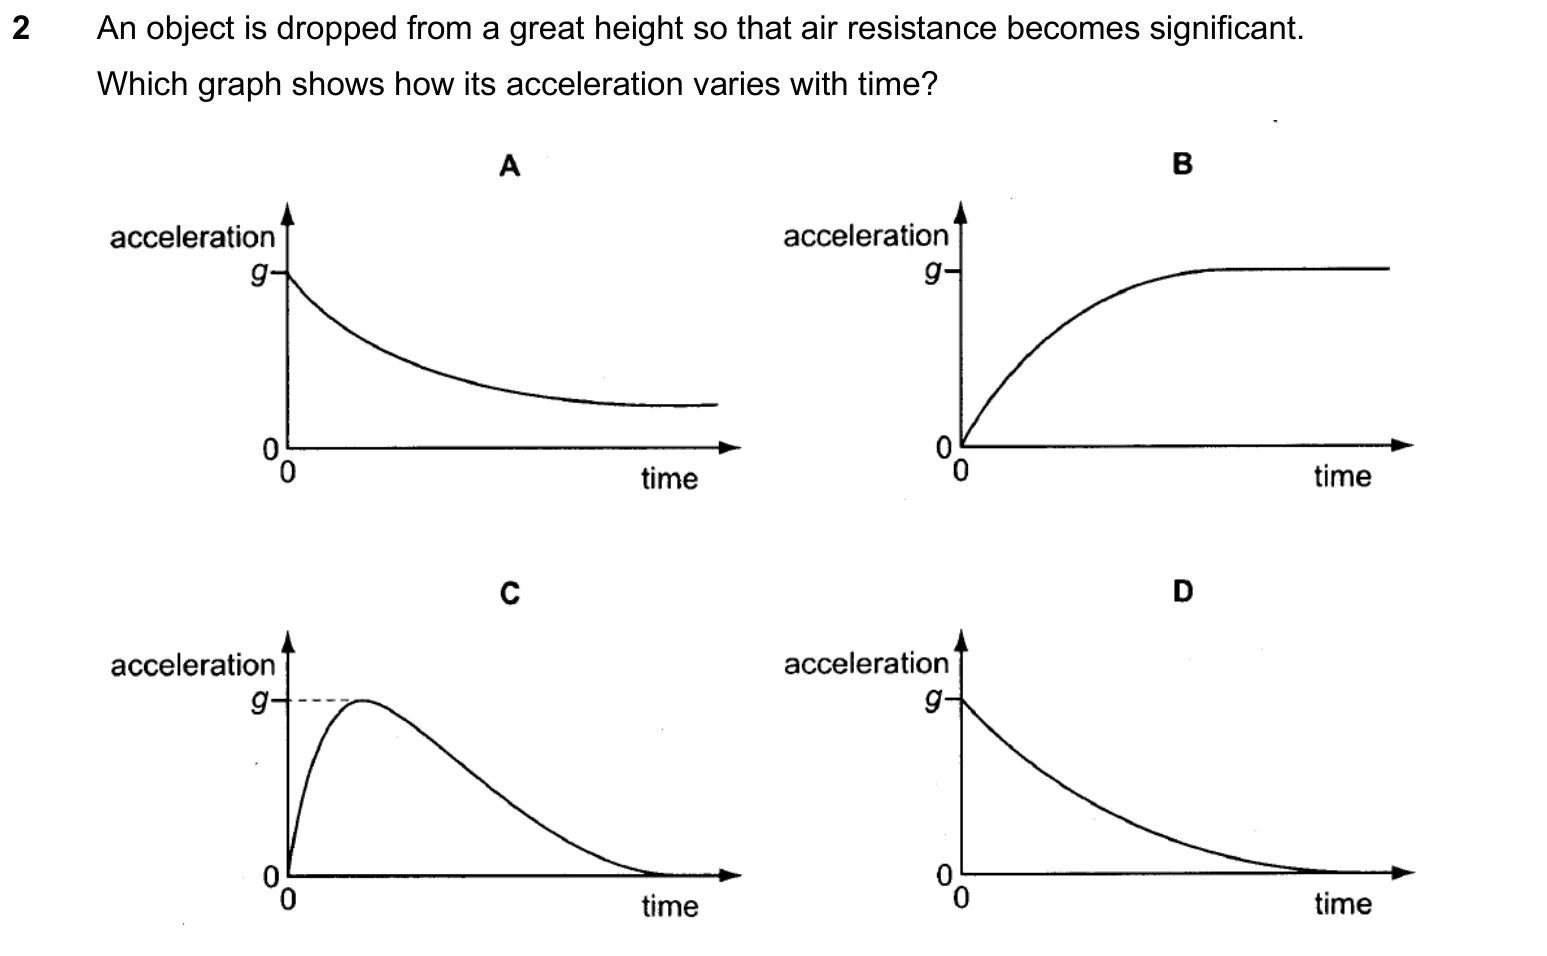 2 An object is dropped from a great height so that air resistance becomes significant.
Which graph shows how its acceleration varies with time?
A
acceleration
g
0
0
time
B
acceleration
g
0
0
time
C
acceleration
g
0
0
time
D
acceleration
g
0
0
time